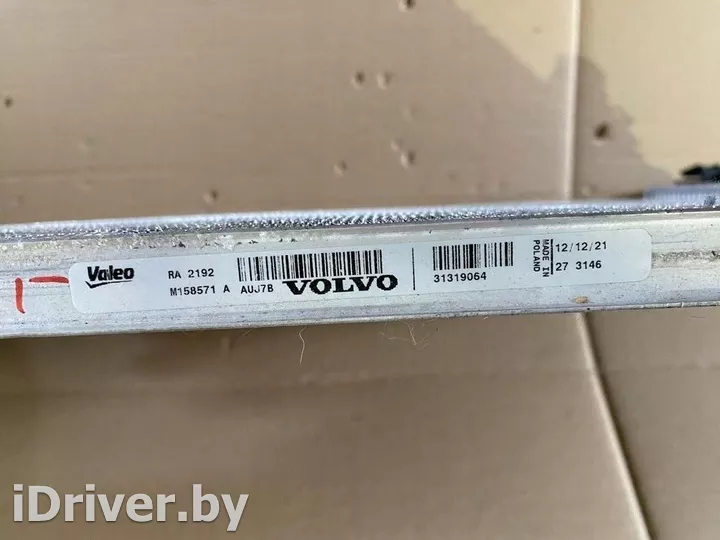 Valeo
RA 2192
M158571 A AUJ7B VOLVO
31319064
MADE IN
POLAND
12/12/21
27 3146
iDriver.by